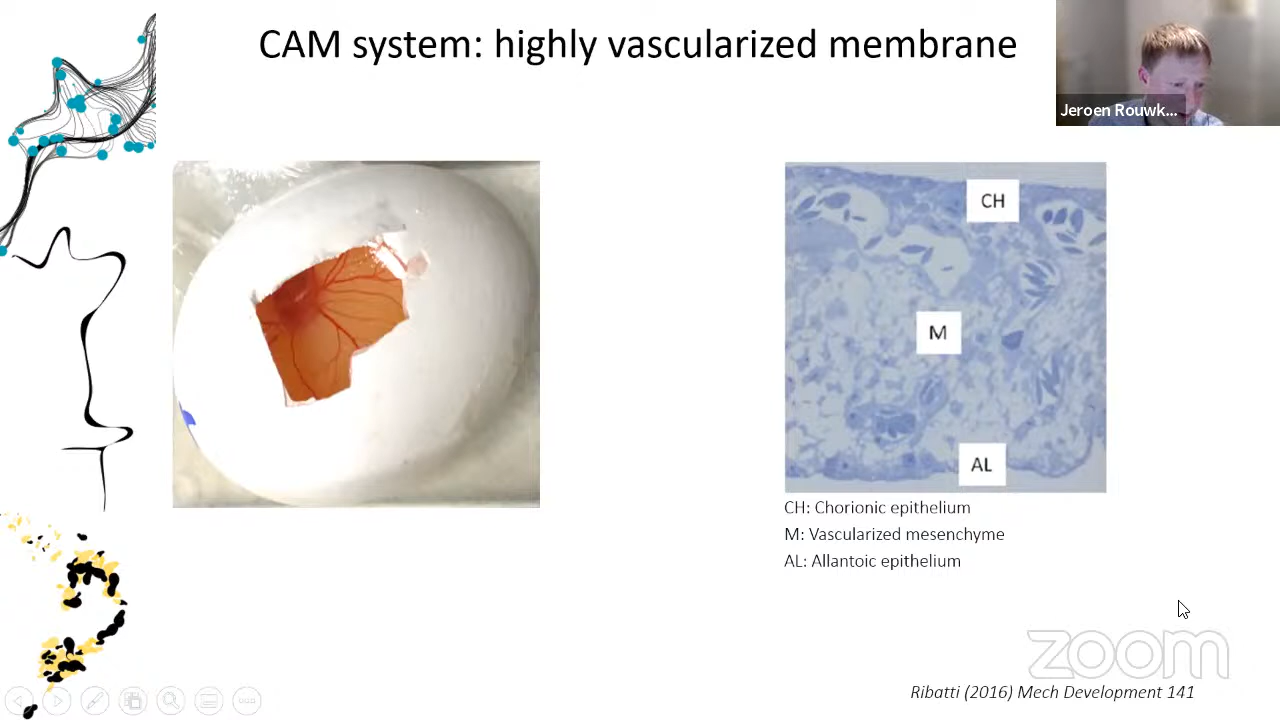 CAM system: highly vascularized membrane
Jeroen Rouwk...
CH
M
AL
CH: Chorionic epithelium
M: Vascularized mesenchyme
AL: Allantoic epithelium
zoom
Ribatti (2016) Mech Development 141